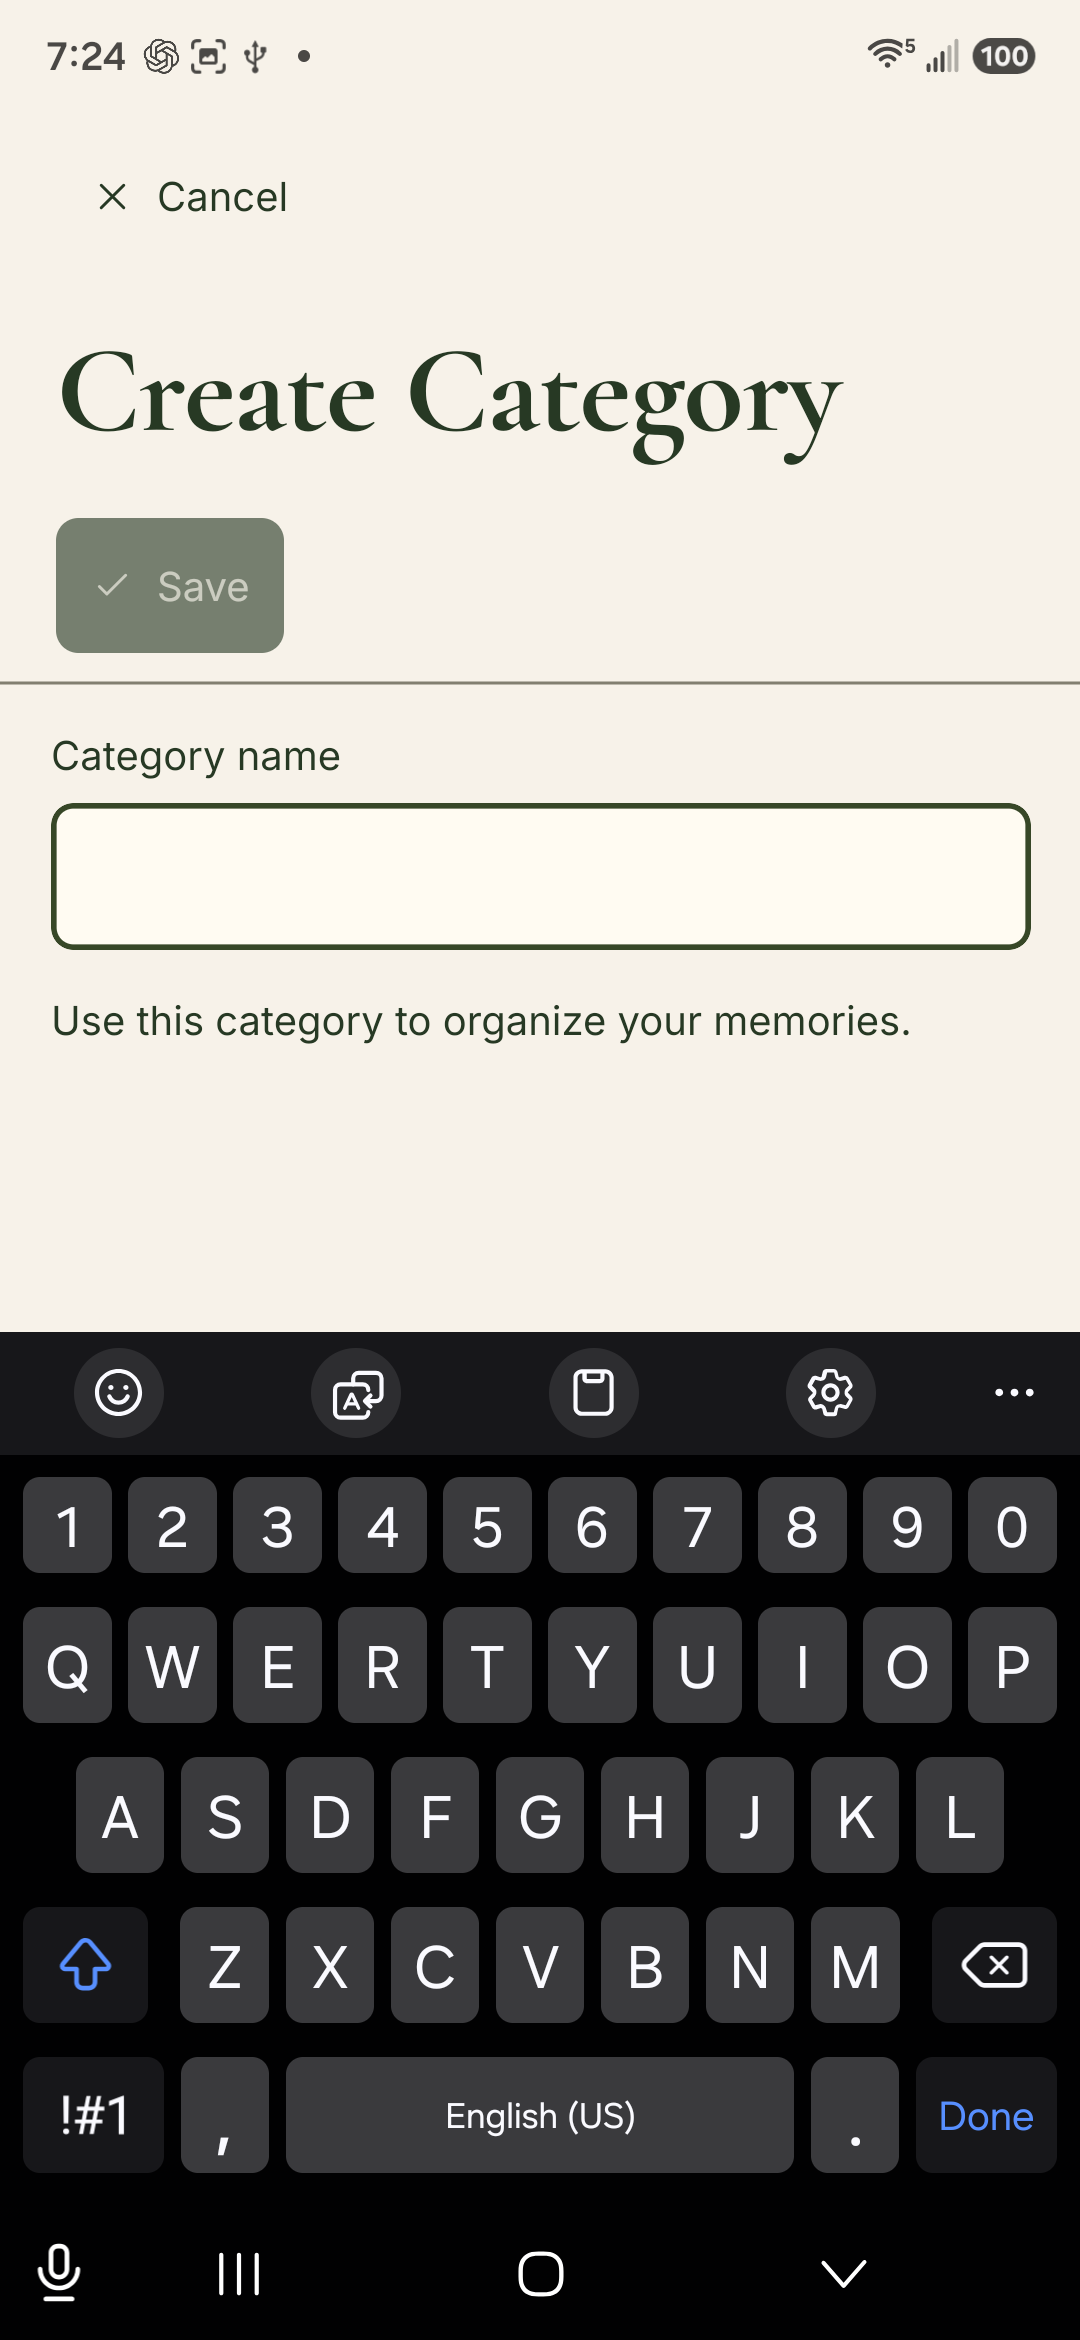 7:24 5 100
Cancel
Create Category
Save
Category name
Use this category to organize your memories.
1 2 3 4 5 6 7 8 9 0
Q W E R T Y U I O P
A S D F G H J K L
Z X C V B N M
!#1 , English (US) . Done